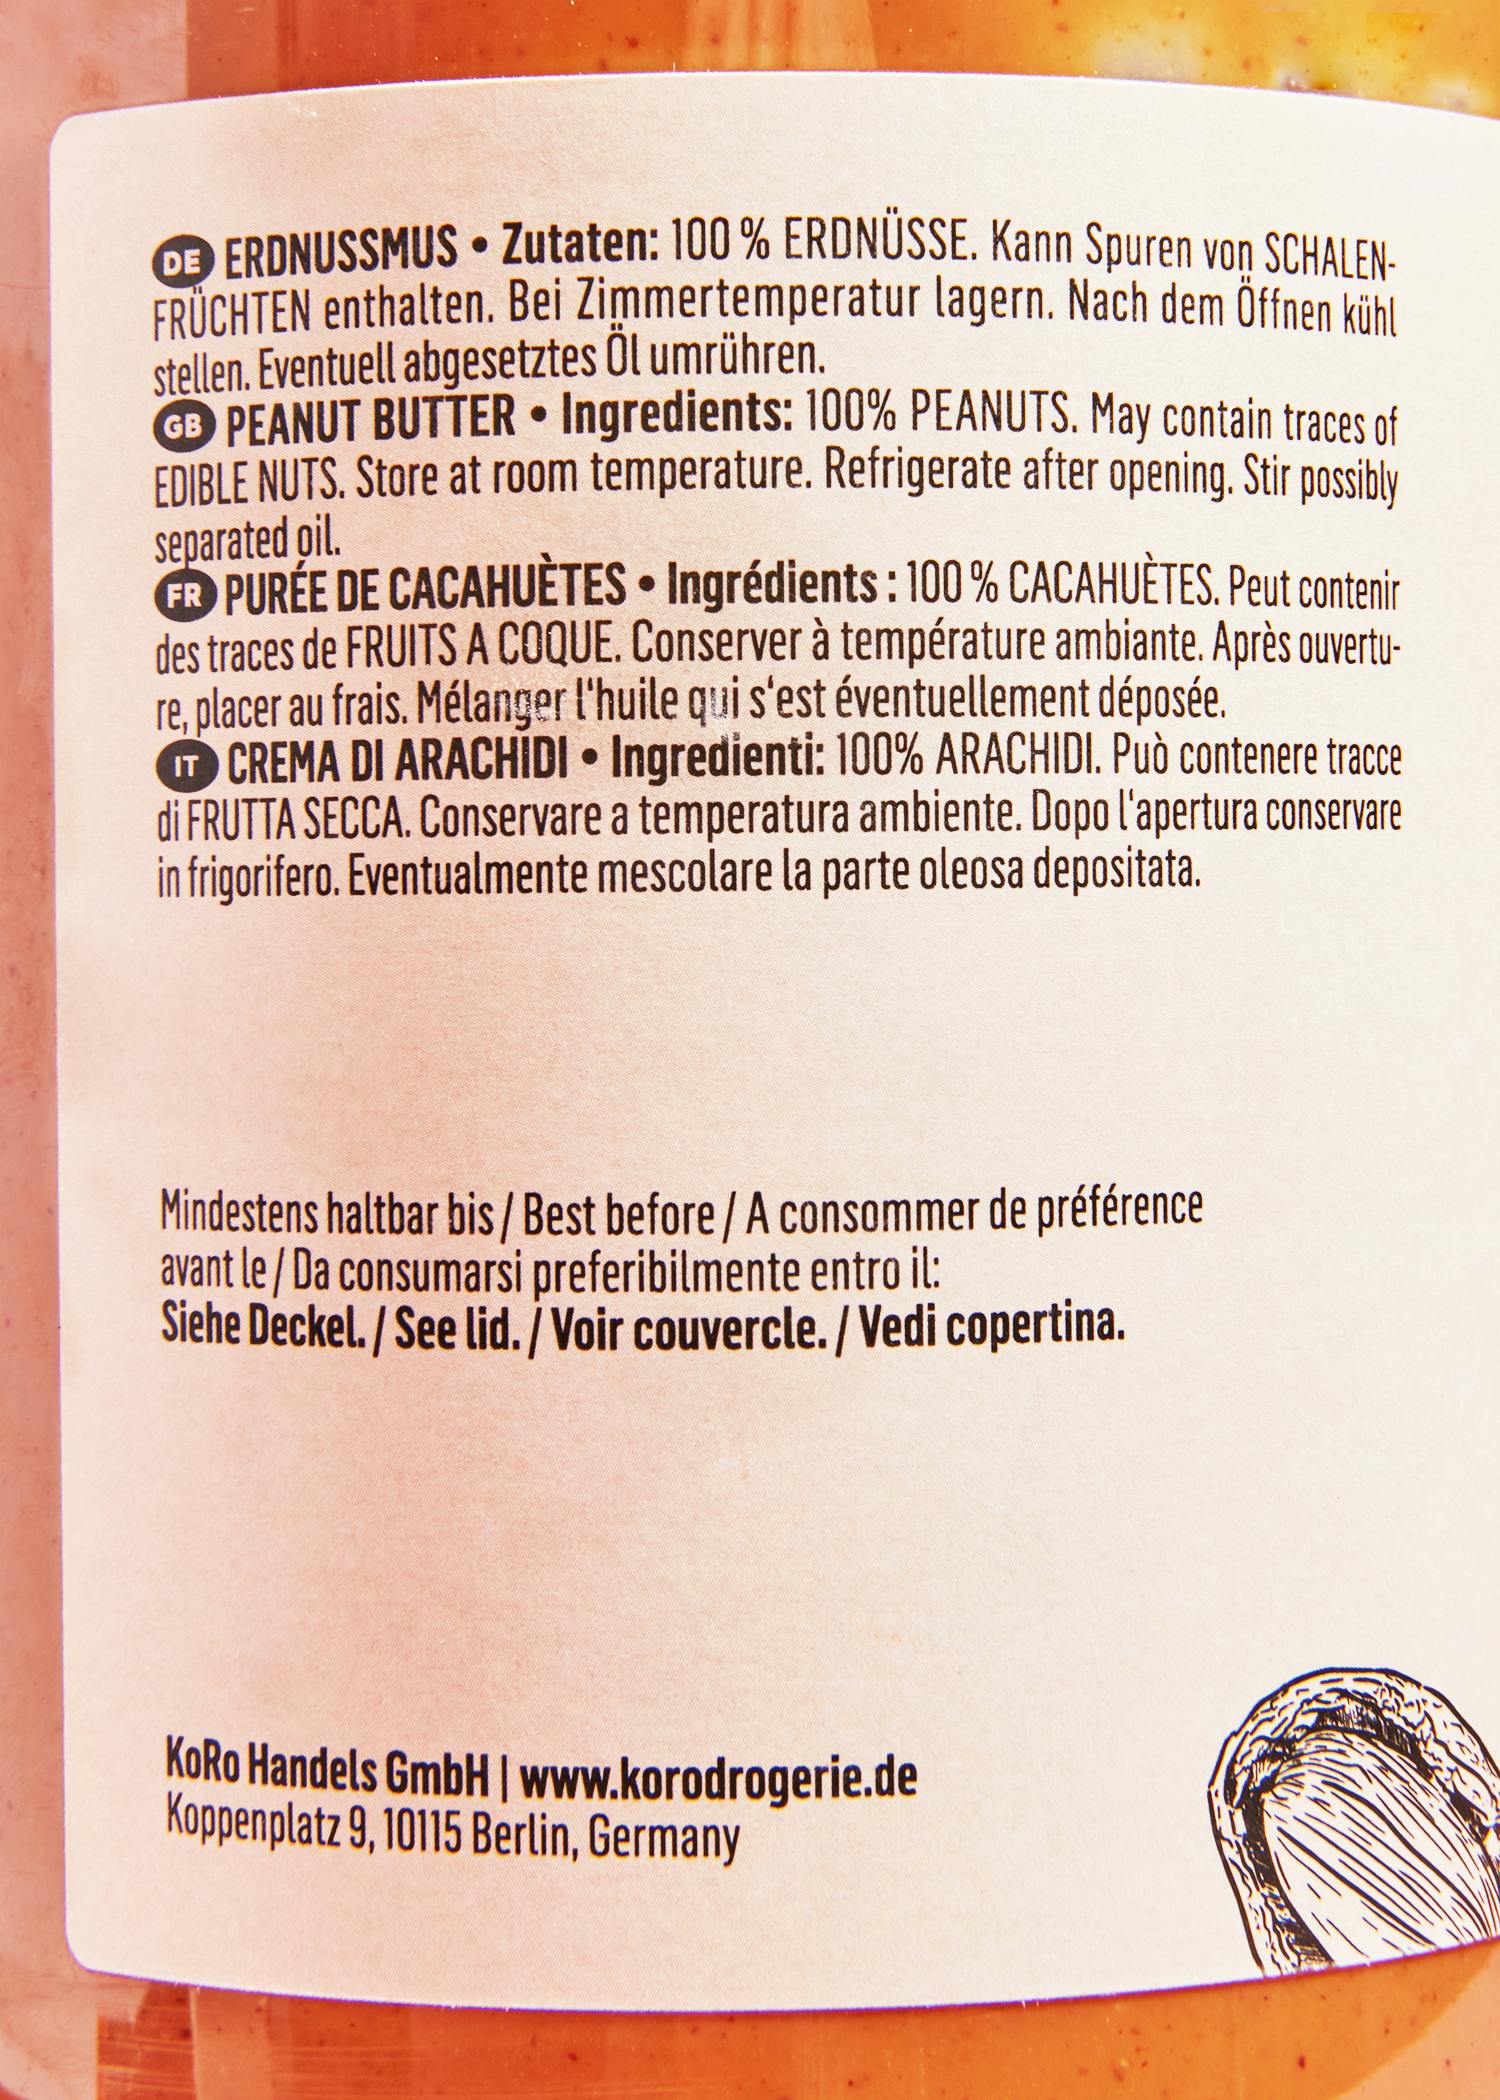 DE ERDNUSSMUS • Zutaten: 100 % ERDNÜSSE. Kann Spuren von SCHALEN-
FRÜCHTEN enthalten. Bei Zimmertemperatur lagern. Nach dem Öffnen kühl
stellen. Eventuell abgesetztes Öl umrühren.
GB PEANUT BUTTER • Ingredients: 100% PEANUTS. May contain traces of
EDIBLE NUTS. Store at room temperature. Refrigerate after opening. Stir possibly
separated oil.
FR PURÉE DE CACAHUÈTES • Ingrédients : 100 % CACAHUÈTES. Peut contenir
des traces de FRUITS A COQUE. Conserver à température ambiante. Après ouvertu-
re, placer au frais. Mélanger l'huile qui s'est éventuellement déposée.
IT CREMA DI ARACHIDI • Ingredienti: 100% ARACHIDI. Può contenere tracce
di FRUTTA SECCA. Conservare a temperatura ambiente. Dopo l'apertura conservare
in frigorifero. Eventualmente mescolare la parte oleosa depositata.
Mindestens haltbar bis / Best before / A consommer de préférence
avant le / Da consumarsi preferibilmente entro il:
Siehe Deckel. / See lid. / Voir couvercle. / Vedi copertina.
KoRo Handels GmbH | www.korodrogerie.de
Koppenplatz 9, 10115 Berlin, Germany